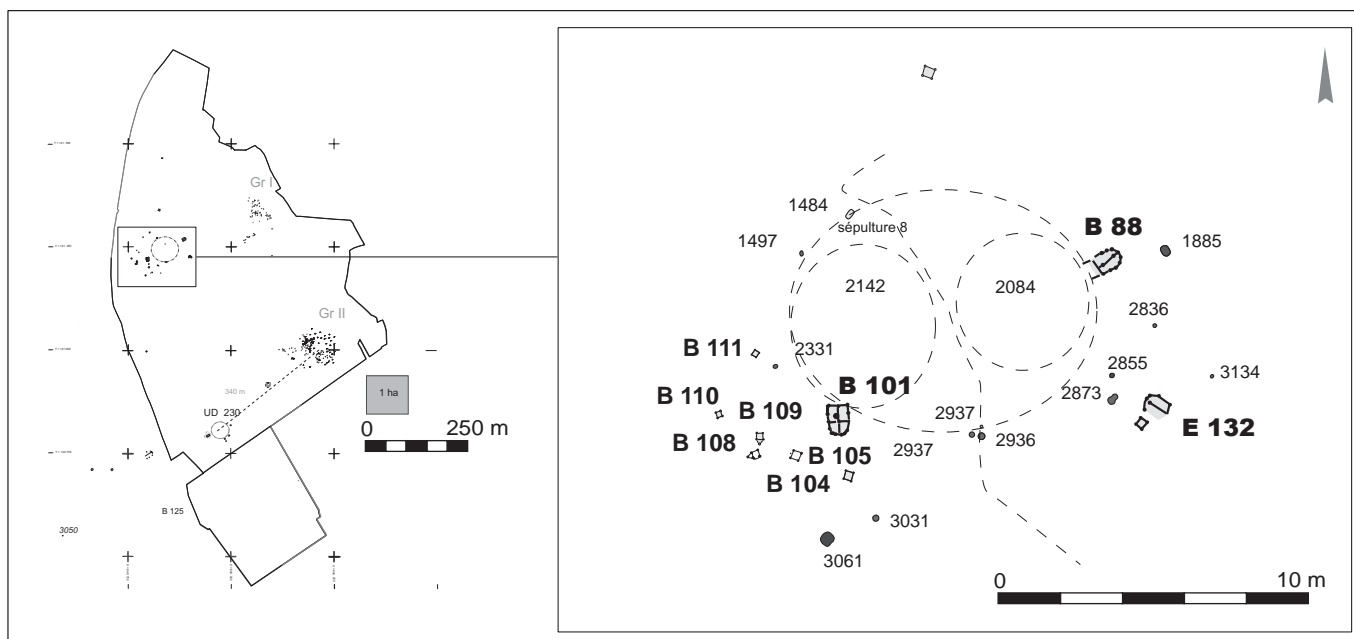 Gr I
Gr II
340 m
UD 230
1 ha
0 250 m
B 125
3050
1484
sépulture 8
1497
2142
2084
B 88
1885
2836
B 111
2331
B 110
B 109
B 101
2855
3134
2873
B 108
2937
E 132
B 105
2937
2936
B 104
3031
3061
0 10 m